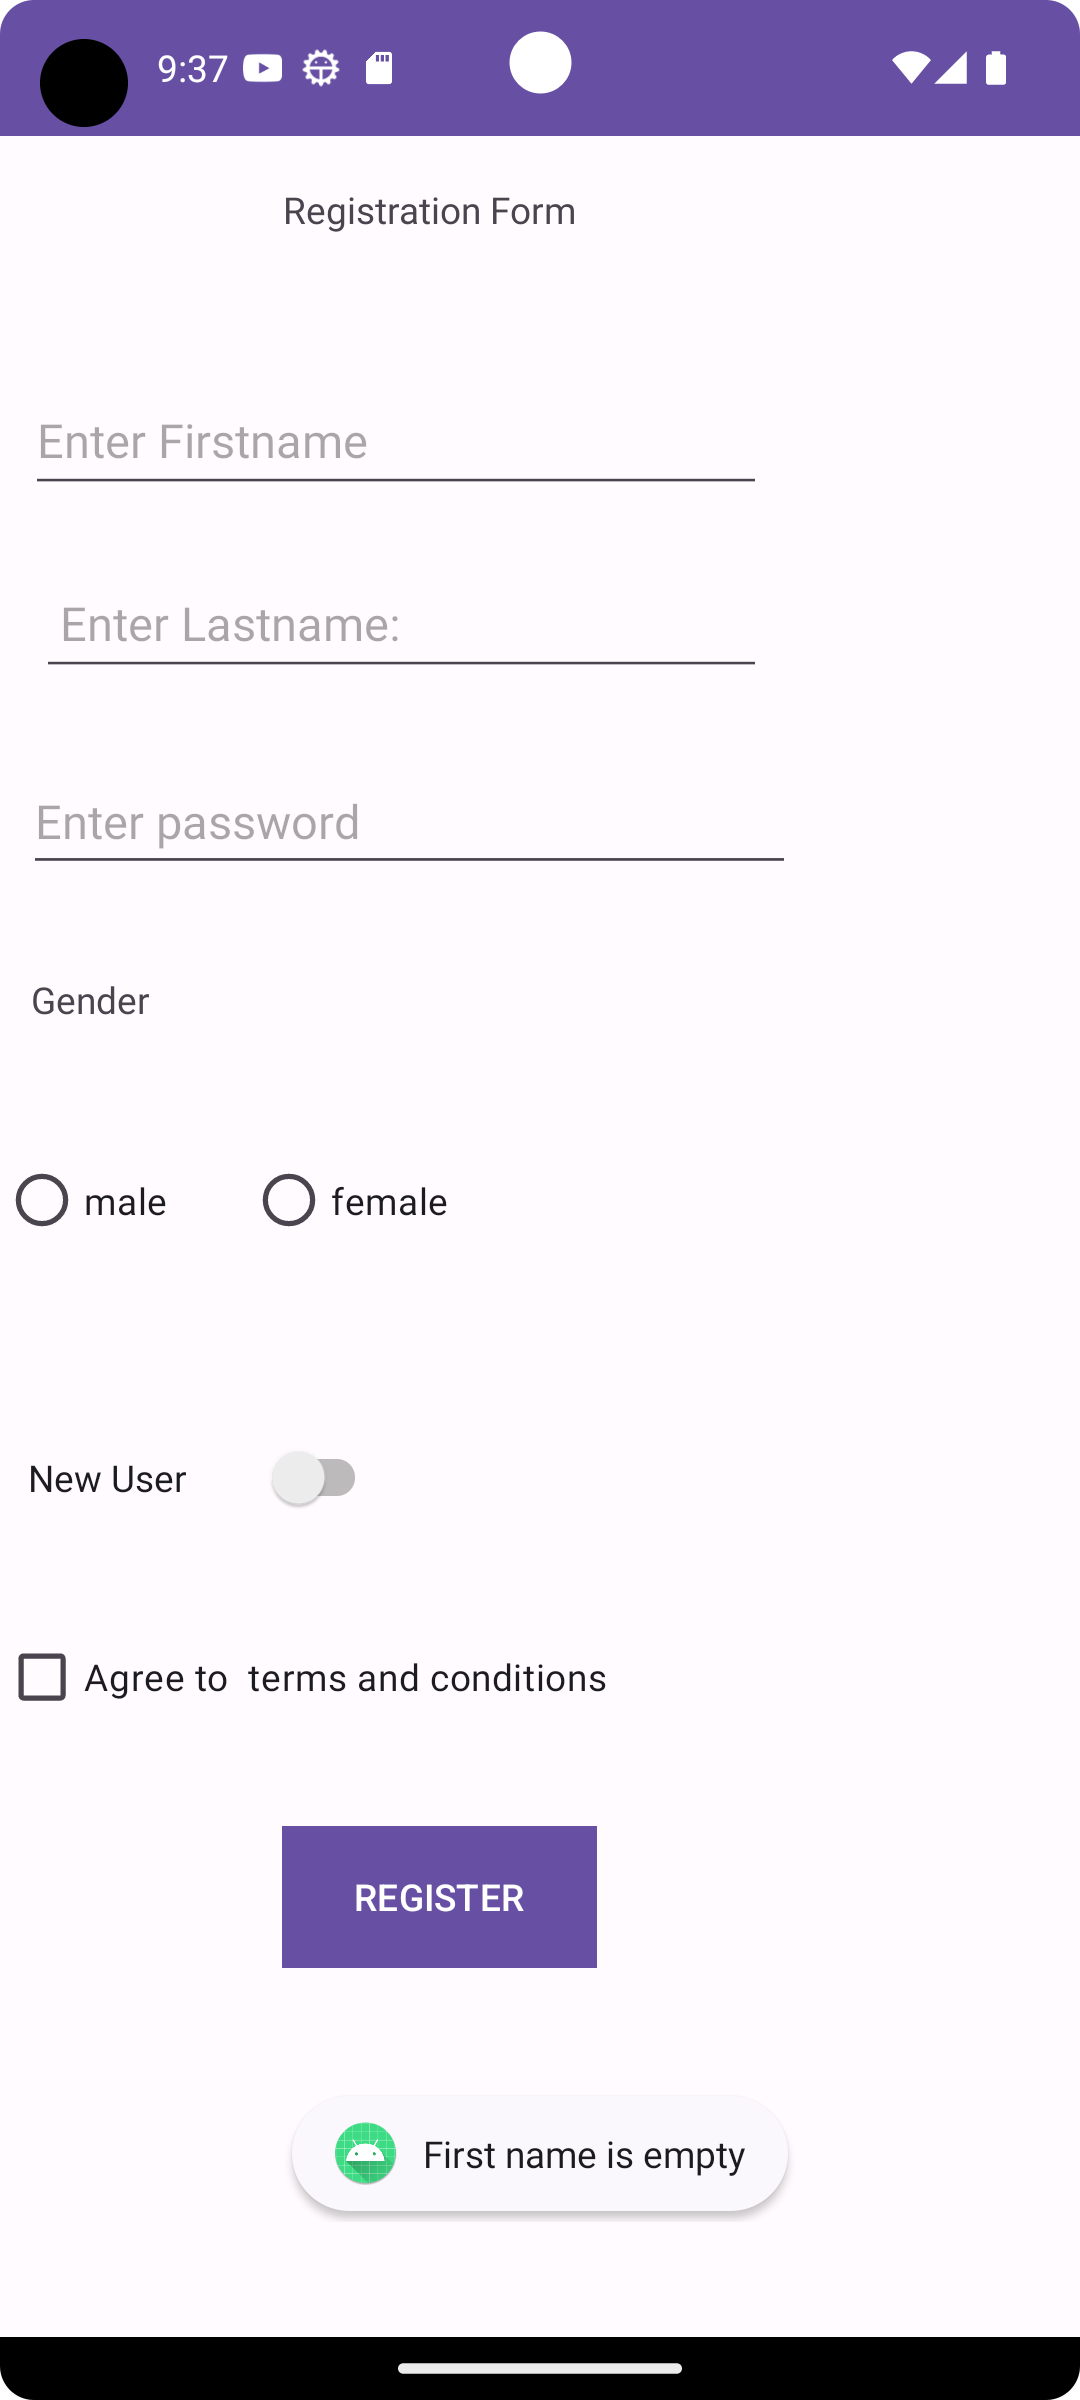 9:37
Registration Form
Enter Firstname
Enter Lastname:
Enter password
Gender
male female
New User
Agree to  terms and conditions
REGISTER
First name is empty